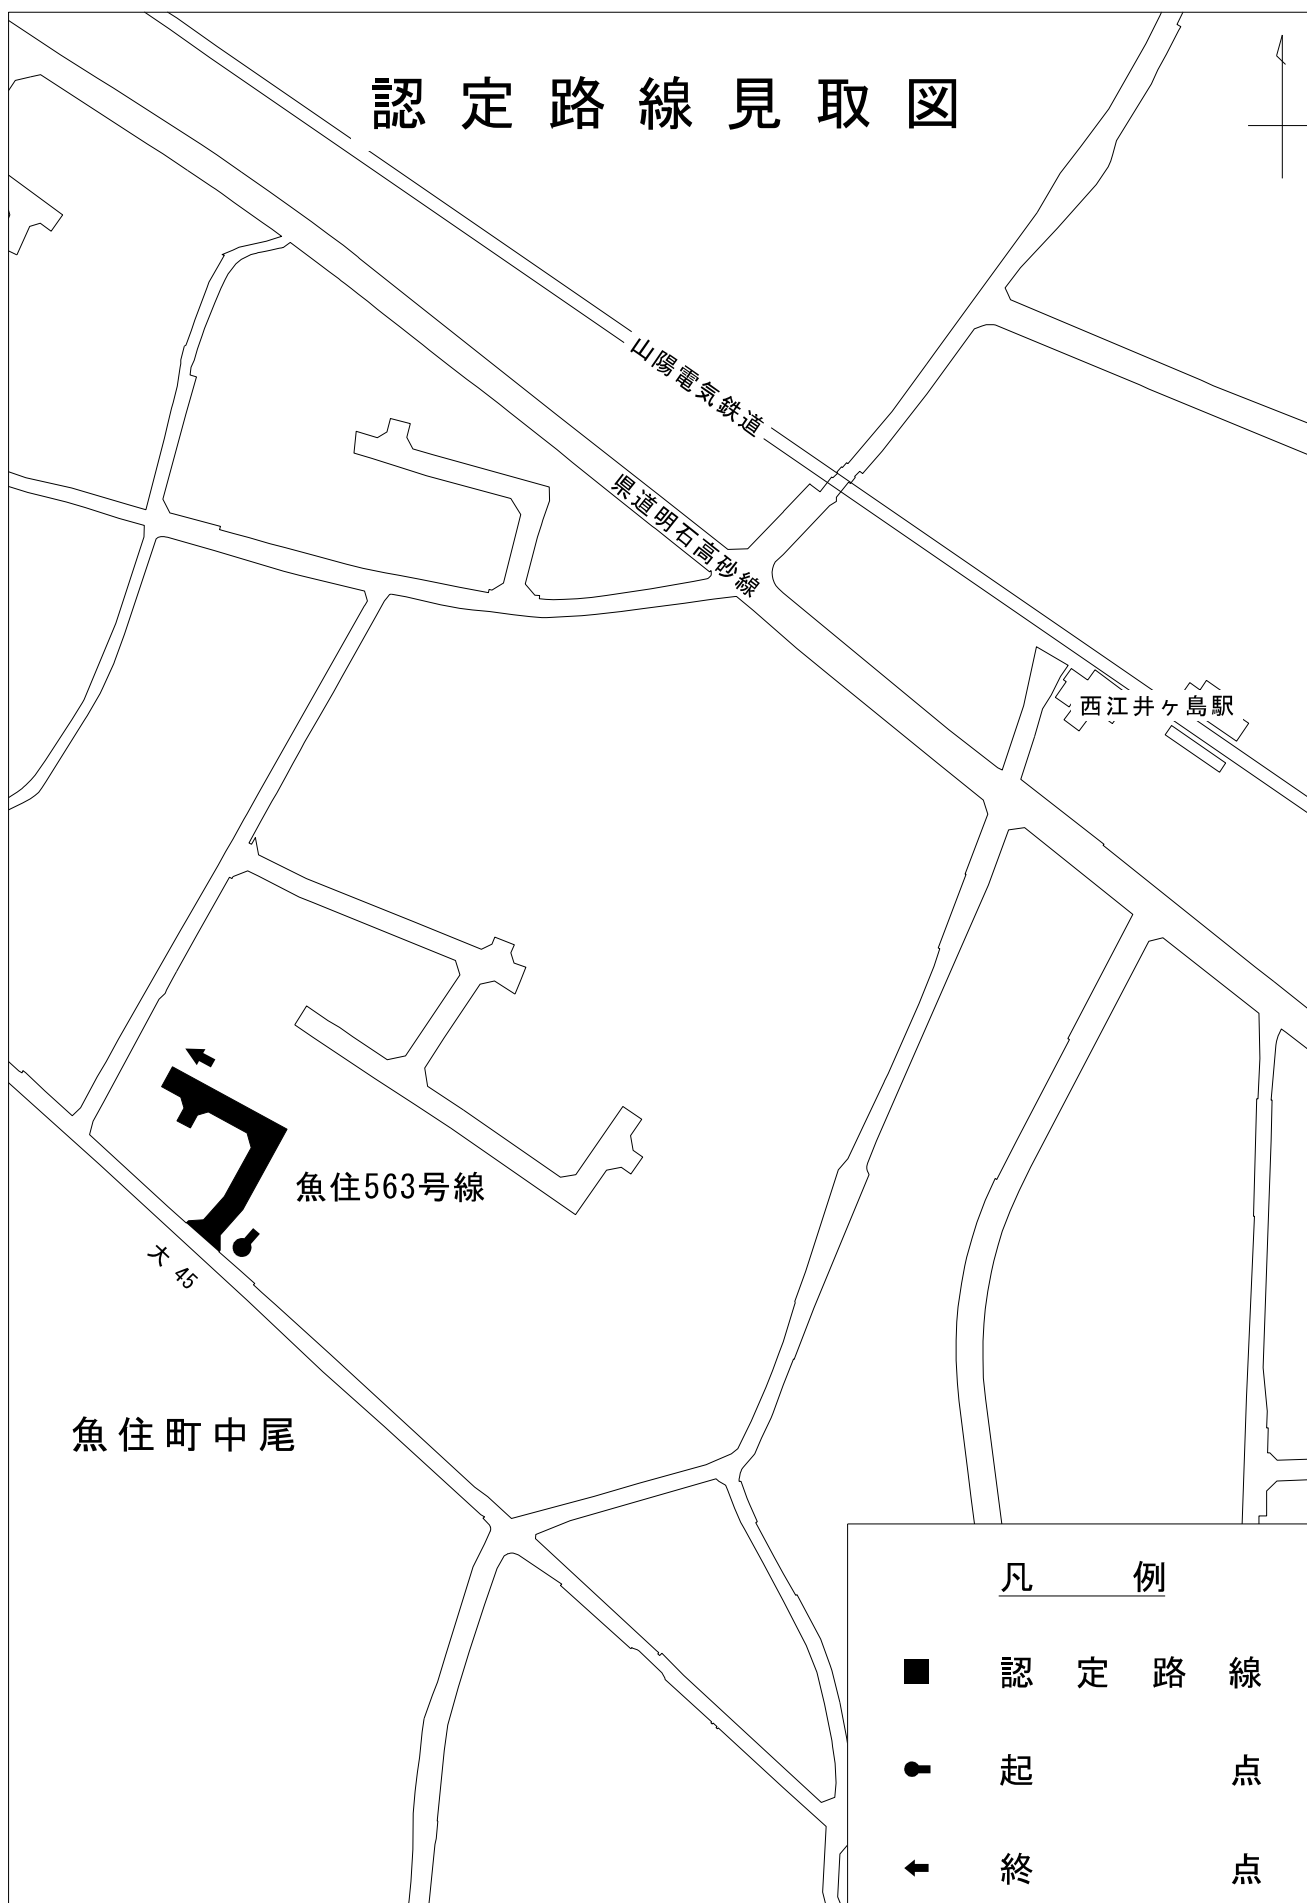 認定路線見取図
山陽電気鉄道
県道明石高砂線
西江井ヶ島駅
魚住563号線
大45
魚住町中尾
凡例
認定路線
起点
終点